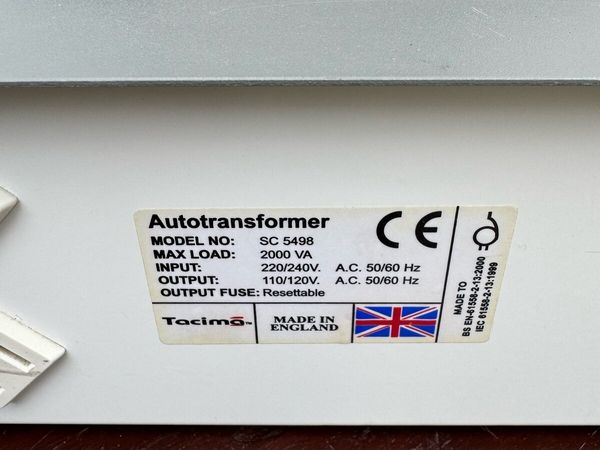 Autotransformer
MODEL NO: SC 5498
MAX LOAD: 2000 VA
INPUT: 220/240V. A.C. 50/60 Hz
OUTPUT: 110/120V. A.C. 50/60 Hz
OUTPUT FUSE: Resettable
Tacima™
MADE IN
ENGLAND
CE
MADE TO
BS EN-61558-2-13:2000
IEC 61558-2-13:1999